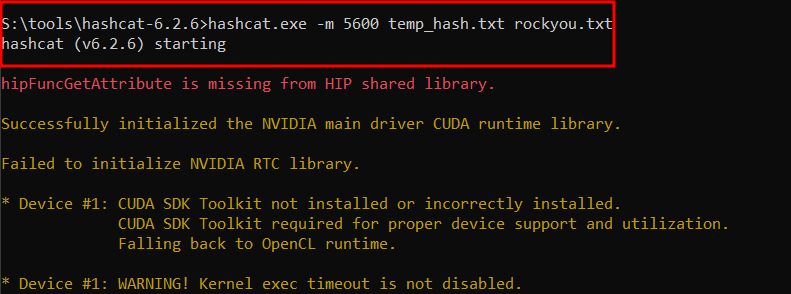 S:\tools\hashcat-6.2.6>hashcat.exe -m 5600 temp_hash.txt rockyou.txt
hashcat (v6.2.6) starting
hipFuncGetAttribute is missing from HIP shared library.
Successfully initialized the NVIDIA main driver CUDA runtime library.
Failed to initialize NVIDIA RTC library.
* Device #1: CUDA SDK Toolkit not installed or incorrectly installed.
CUDA SDK Toolkit required for proper device support and utilization.
Falling back to OpenCL runtime.
* Device #1: WARNING! Kernel exec timeout is not disabled.